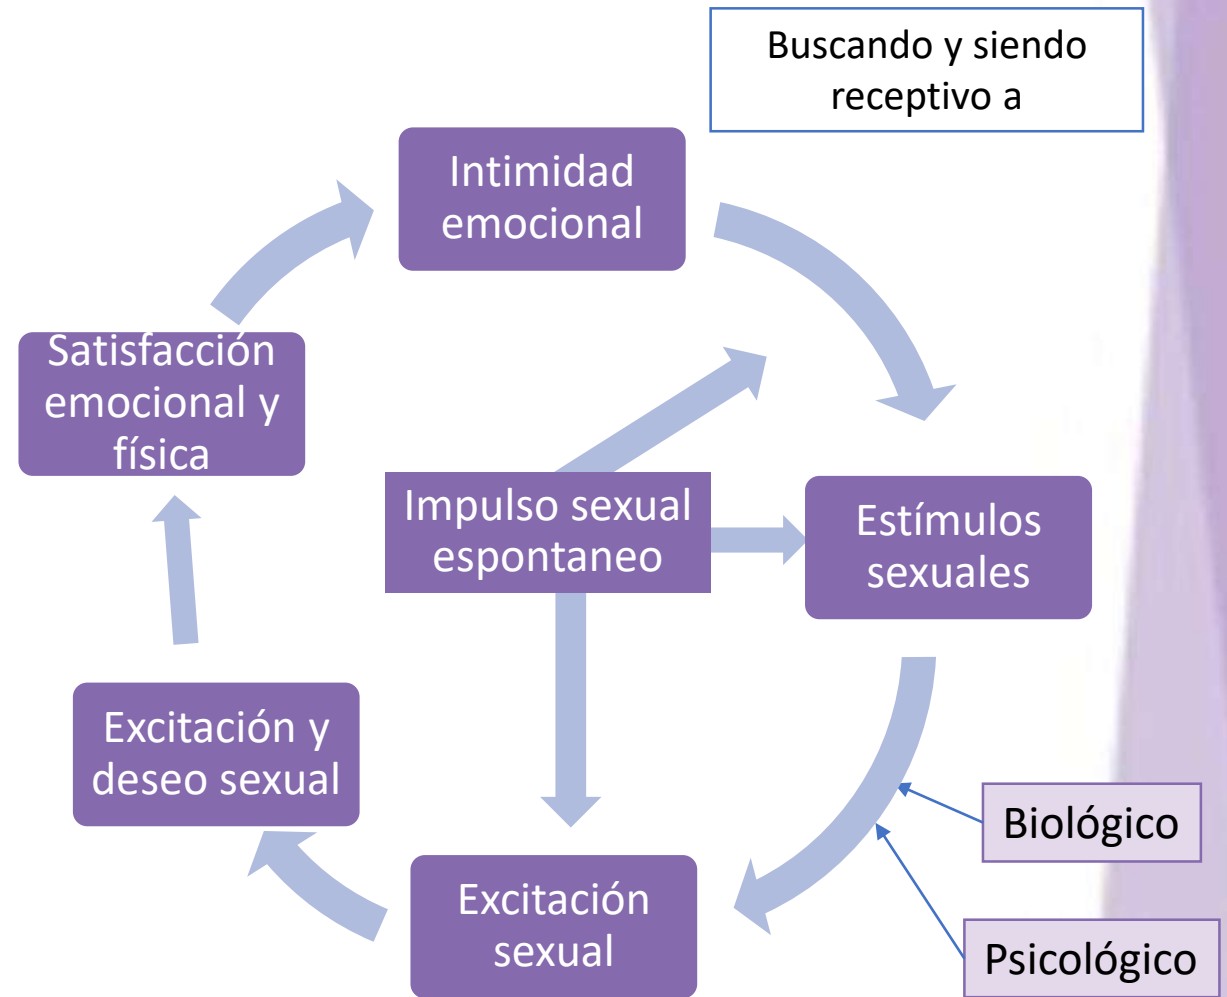 Buscando y siendo
receptivo a
Intimidad
emocional
Satisfacción
emocional y
física
Impulso sexual
espontaneo
Estímulos
sexuales
Excitación y
deseo sexual
Biológico
Excitación
sexual
Psicológico